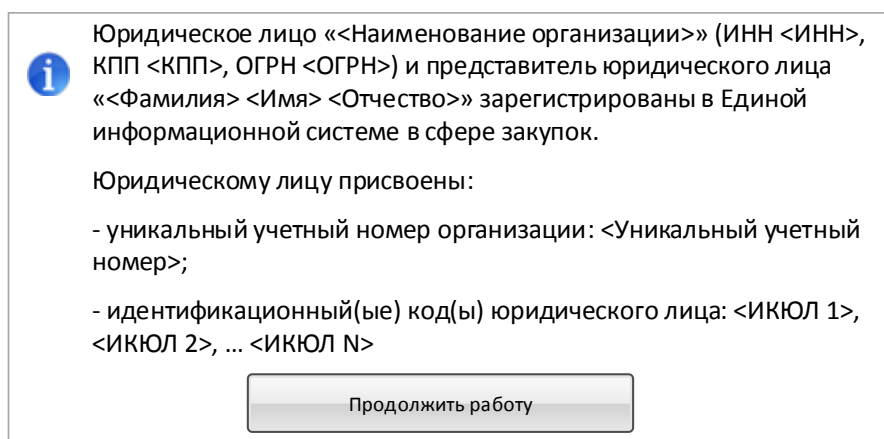 Юридическое лицо «<Наименование организации>» (ИНН <ИНН>,
КПП <КПП>, ОГРН <ОГРН>) и представитель юридического лица
«<Фамилия> <Имя> <Отчество>» зарегистрированы в Единой
информационной системе в сфере закупок.
Юридическому лицу присвоены:
- уникальный учетный номер организации: <Уникальный учетный
номер>;
- идентификационный(ые) код(ы) юридического лица: <ИКЮЛ 1>,
<ИКЮЛ 2>, ... <ИКЮЛ N>
Продолжить работу